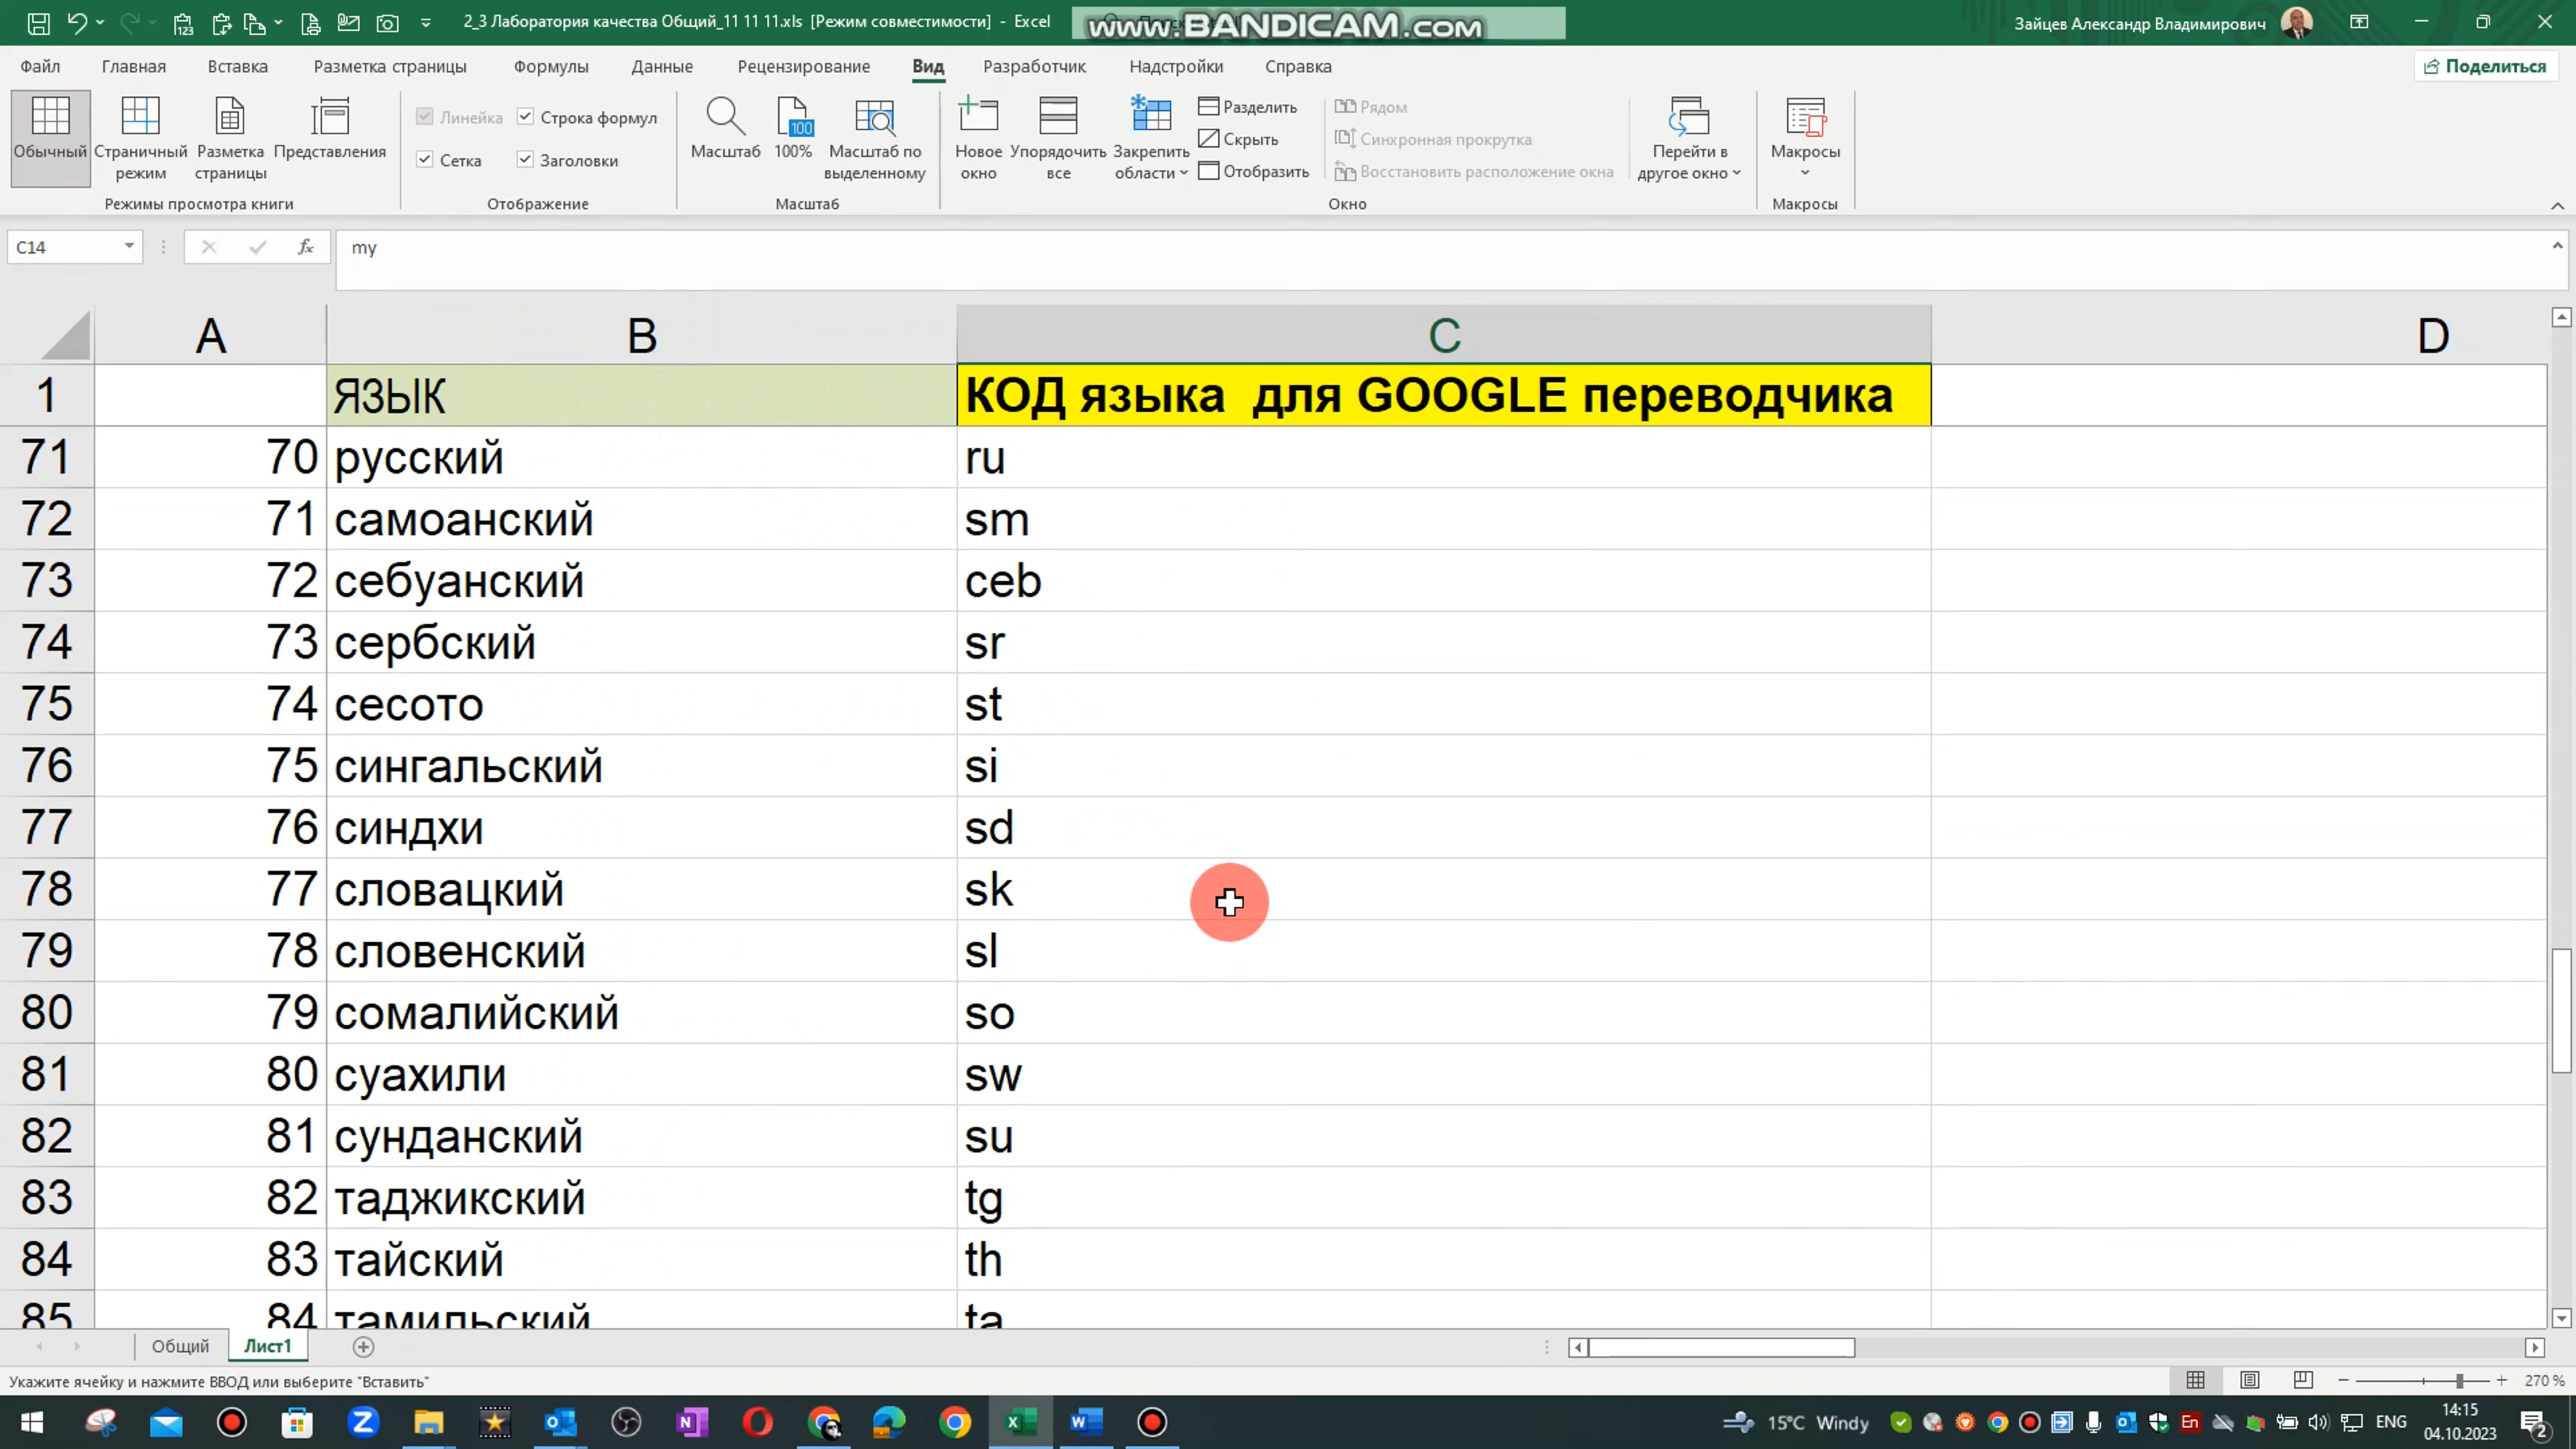 2_3 Лаборатория качества Общий_11 11 11.xls [Режим совместимости] - Excel
www.BANDICAM.com
Зайцев Александр Владимирович
Файл Главная Вставка Разметка страницы Формулы Данные Рецензирование Вид Разработчик Надстройки Справка Поделиться
Обычный
Страничный режим
Разметка страницы
Представления
Режимы просмотра книги
Линейка
Строка формул
Сетка
Заголовки
Отображение
Масштаб
100
100%
Масштаб по выделенному
Масштаб
Новое окно
Упорядочить все
Закрепить области
Разделить
Скрыть
Отобразить
Рядом
Синхронная прокрутка
Восстановить расположение окна
Окно
Перейти в другое окно
Макросы
Макросы
C14 fx my
A B C D
1 ЯЗЫК КОД языка для GOOGLE переводчика
71 70 русский ru
72 71 самоанский sm
73 72 себуанский ceb
74 73 сербский sr
75 74 сесото st
76 75 сингальский si
77 76 синдхи sd
78 77 словацкий sk
79 78 словенский sl
80 79 сомалийский so
81 80 суахили sw
82 81 сунданский su
83 82 таджикский tg
84 83 тайский th
85 84 тамильский ta
Общий Лист1
Укажите ячейку и нажмите ВВОД или выберите "Вставить"
270 %
15°C Windy
En
ENG
14:15
04.10.2023
2